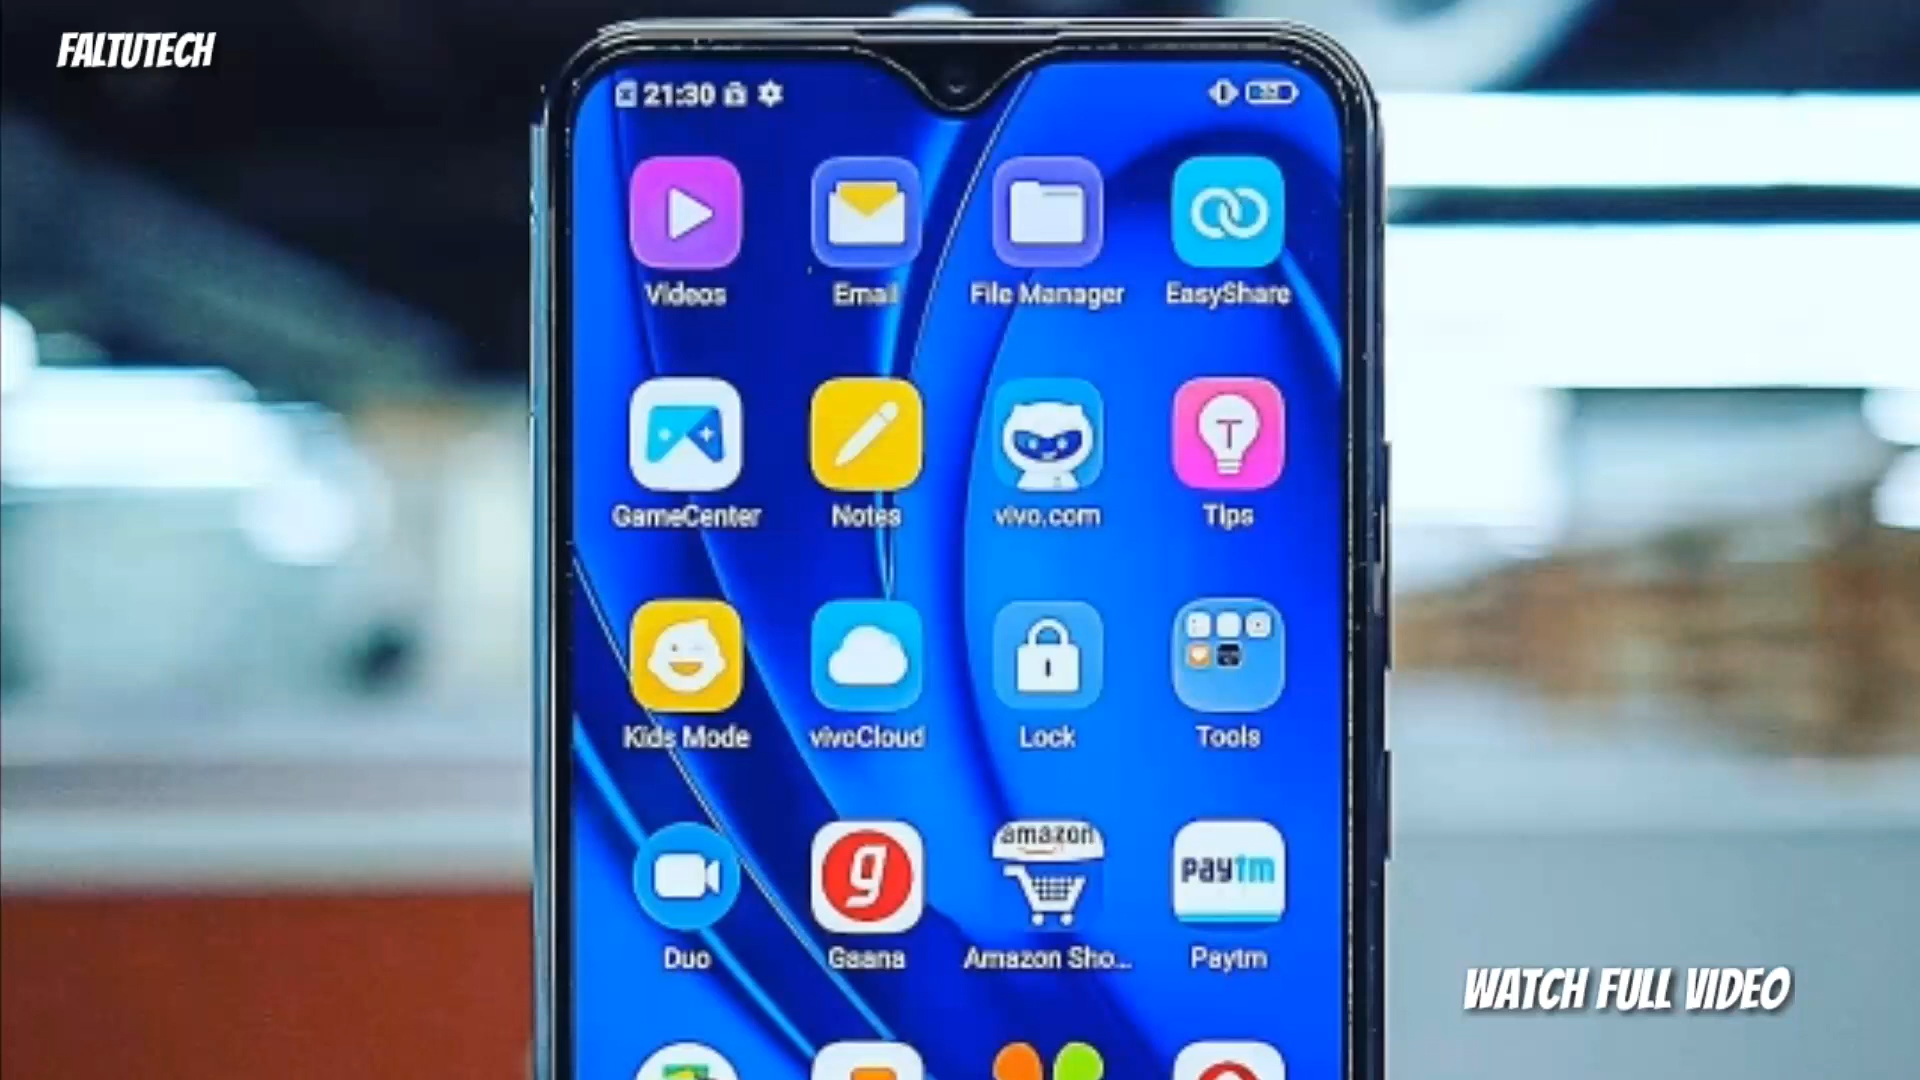 FALTUTECH
21:30
Videos
Email
File Manager
EasyShare
GameCenter
Notes
vivo.com
T
Tips
Kids Mode
vivoCloud
Lock
Tools
g
amazon
paytm
Duo
Gaana
Amazon Sho...
Paytm
WATCH FULL VIDEO